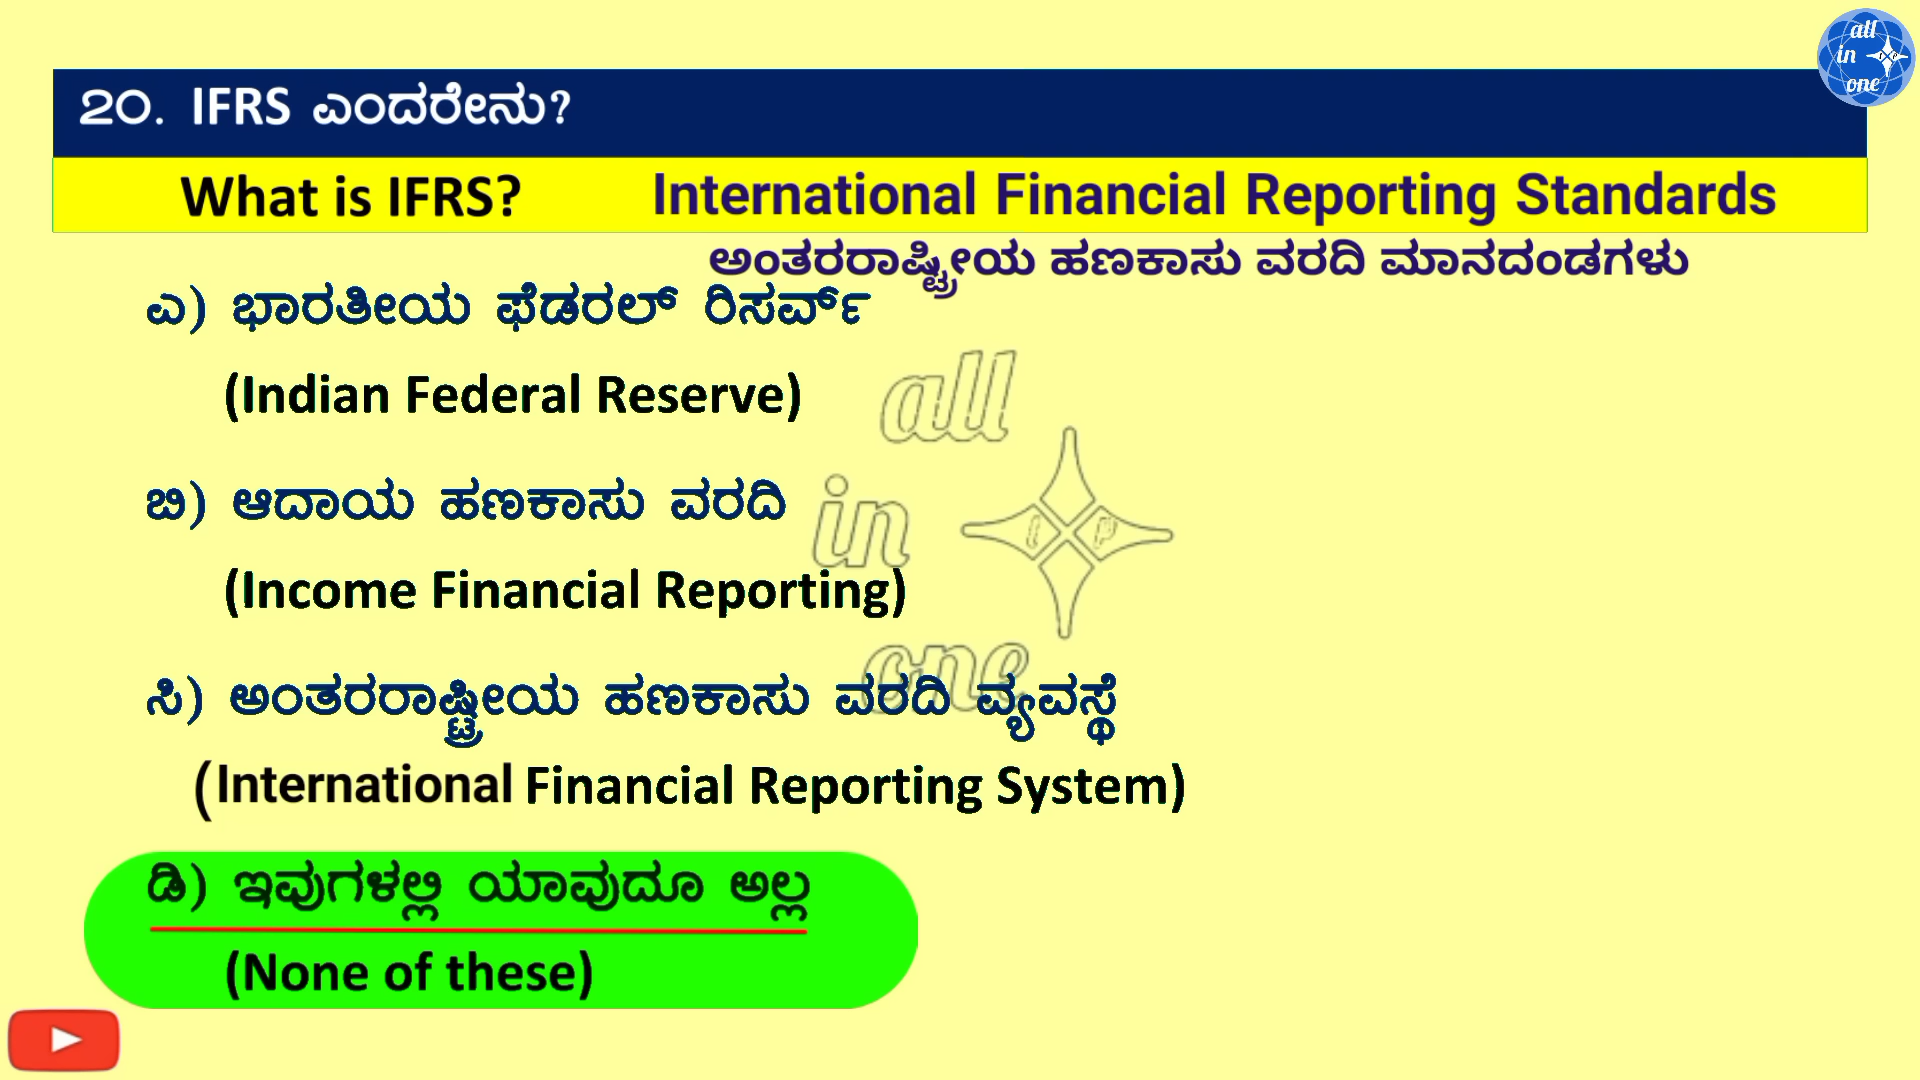 all
in
one
೨೦. IFRS ಎಂದರೇನು?
What is IFRS? International Financial Reporting Standards
ಅಂತರರಾಷ್ಟ್ರೀಯ ಹಣಕಾಸು ವರದಿ ಮಾನದಂಡಗಳು
ಎ) ಭಾರತೀಯ ಫೆಡರಲ್ ರಿಸರ್ವ್
(Indian Federal Reserve)
all
ಬಿ) ಆದಾಯ ಹಣಕಾಸು ವರದಿ
in
(Income Financial Reporting)
one
ಸಿ) ಅಂತರರಾಷ್ಟ್ರೀಯ ಹಣಕಾಸು ವರದಿ ವ್ಯವಸ್ಥೆ
(International Financial Reporting System)
ಡಿ) ಇವುಗಳಲ್ಲಿ ಯಾವುದೂ ಅಲ್ಲ
(None of these)